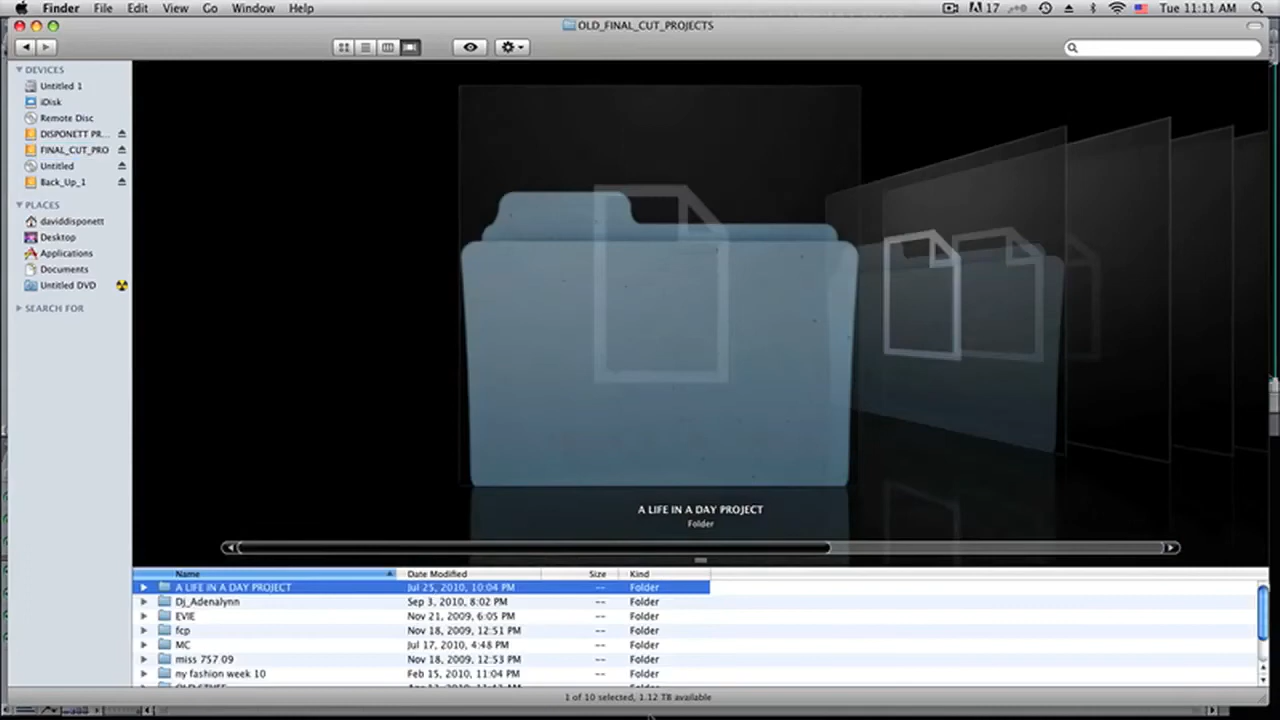 Finder File Edit View Go Window Help 17 Tue 11:11 AM
OLD_FINAL_CUT_PROJECTS
DEVICES
Untitled 1
iDisk
Remote Disc
DISPONETT PR...
FINAL_CUT_PRO
Untitled
Back_Up_1
PLACES
daviddisponett
Desktop
Applications
Documents
Untitled DVD
SEARCH FOR
A LIFE IN A DAY PROJECT
Folder
Name Date Modified Size Kind
A LIFE IN A DAY PROJECT Jul 25, 2010, 10:04 PM -- Folder
Dj_Adenalynn Sep 3, 2010, 8:02 PM -- Folder
EVIE Nov 21, 2009, 6:05 PM -- Folder
fcp Nov 18, 2009, 12:51 PM -- Folder
MC Jul 17, 2010, 4:48 PM -- Folder
miss 757 09 Nov 18, 2009, 12:53 PM -- Folder
ny fashion week 10 Feb 15, 2010, 11:04 PM -- Folder
1 of 10 selected, 1.12 TB available